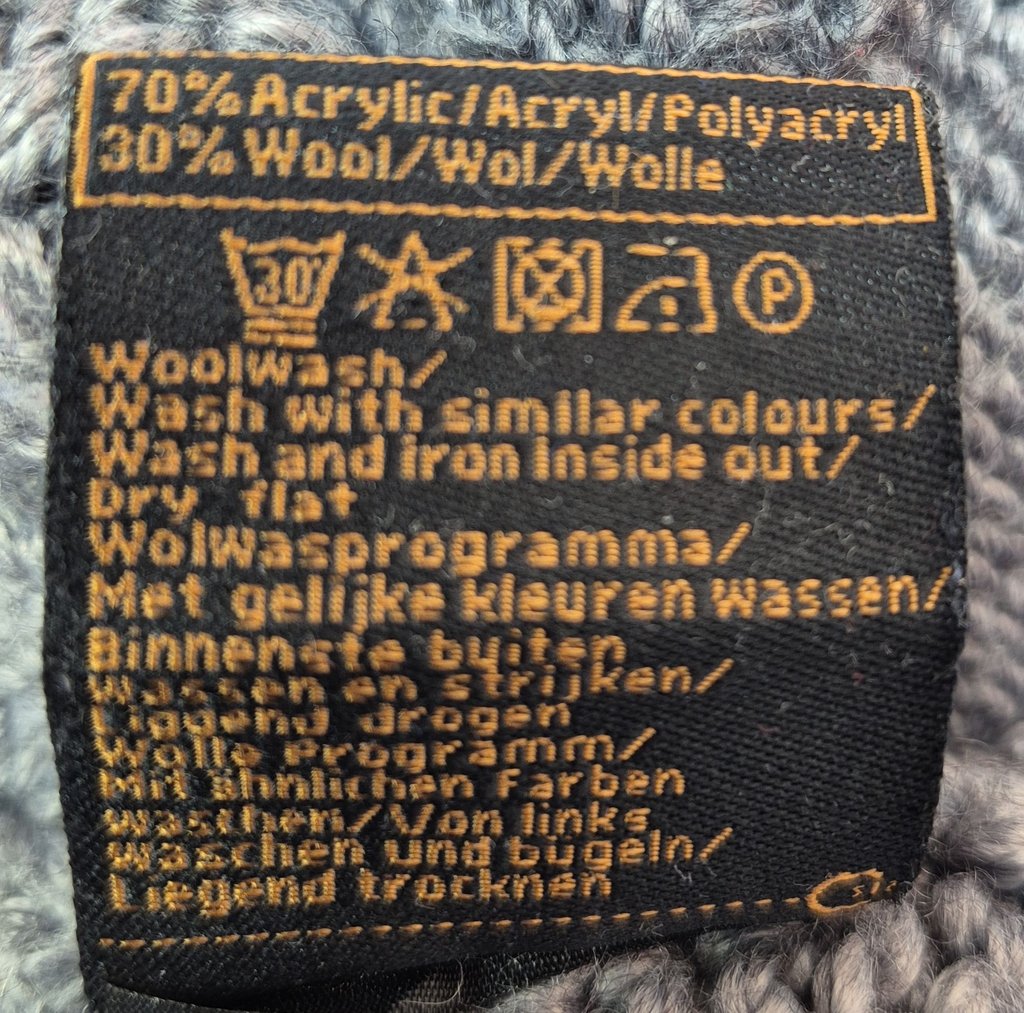 70% Acrylic/Acryl/Polyacryl
30% Wool/Wol/Wolle
30° P
Woolwash/
Wash with similar colours/
Wash and iron inside out/
Dry flat
Wolwasprogramma/
Met gelijke kleuren wassen/
Binnenste buiten
wassen en strijken/
Liggend drogen
Wolle Programm/
Mit ähnlichen Farben
waschen/Von links
waschen und bügeln/
Liegend trocknen